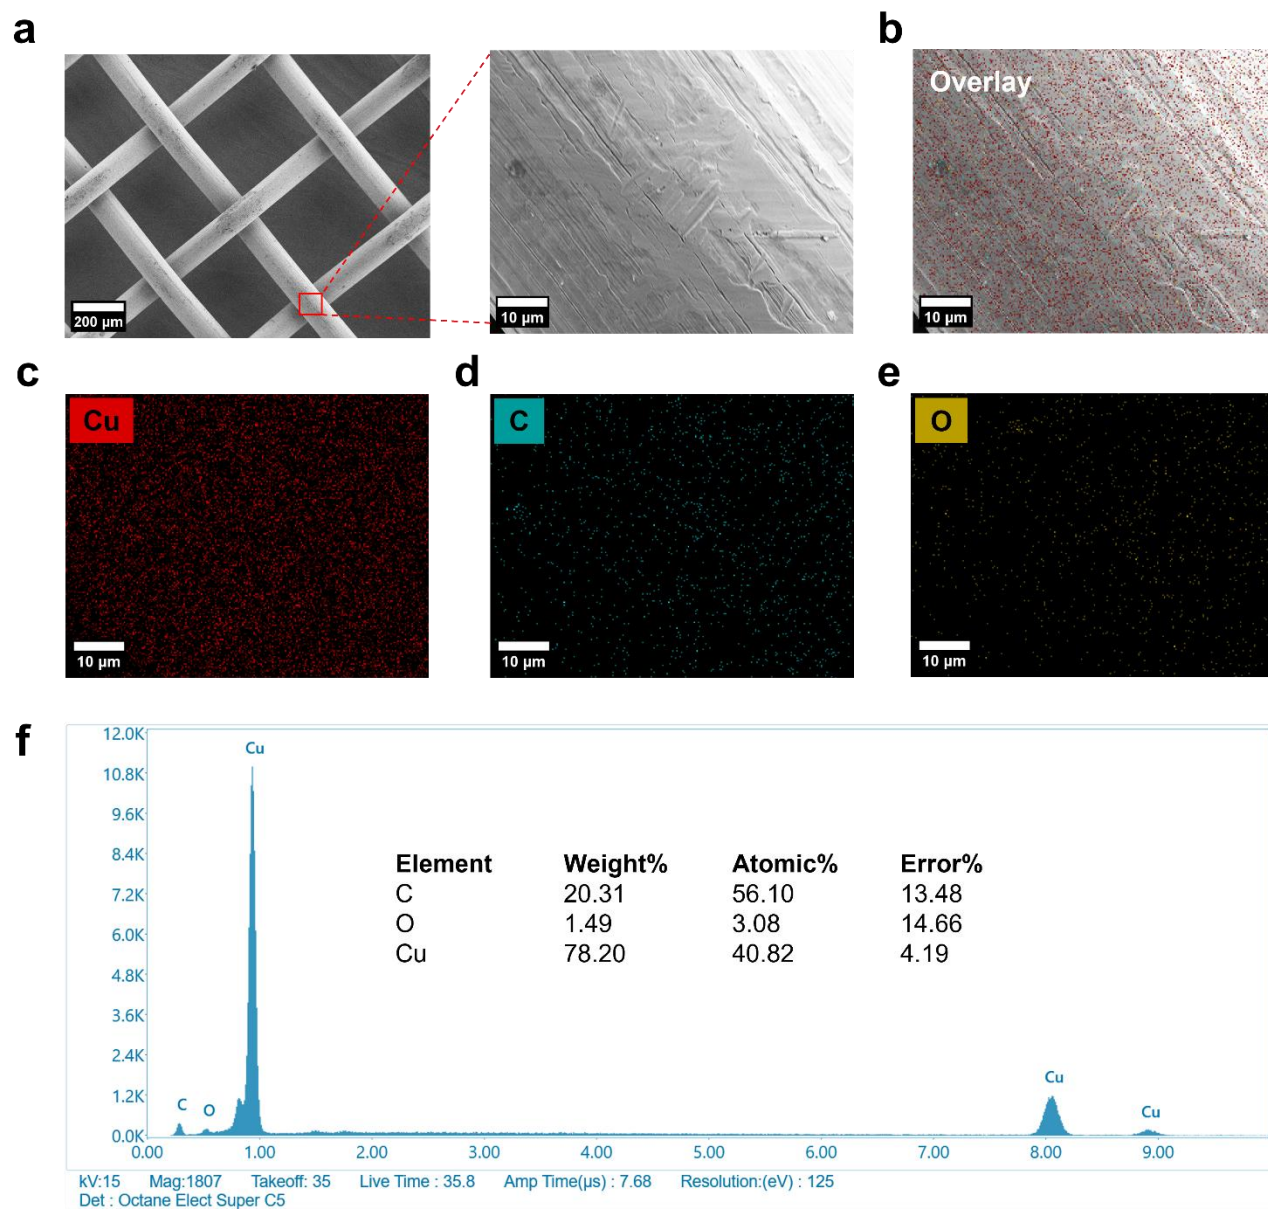 a
b
200 µm
10 µm
Overlay
10 µm
c
d
e
Cu
C
O
10 µm
10 µm
10 µm
f
12.0K
10.8K
9.6K
8.4K
7.2K
6.0K
4.8K
3.6K
2.4K
1.2K
0.0K
Cu
C
O
Cu
Cu
Element Weight% Atomic% Error%
C 20.31 56.10 13.48
O 1.49 3.08 14.66
Cu 78.20 40.82 4.19
0.00 1.00 2.00 3.00 4.00 5.00 6.00 7.00 8.00 9.00
kV:15 Mag:1807 Takeoff: 35 Live Time : 35.8 Amp Time(µs) : 7.68 Resolution:(eV) : 125
Det : Octane Elect Super C5